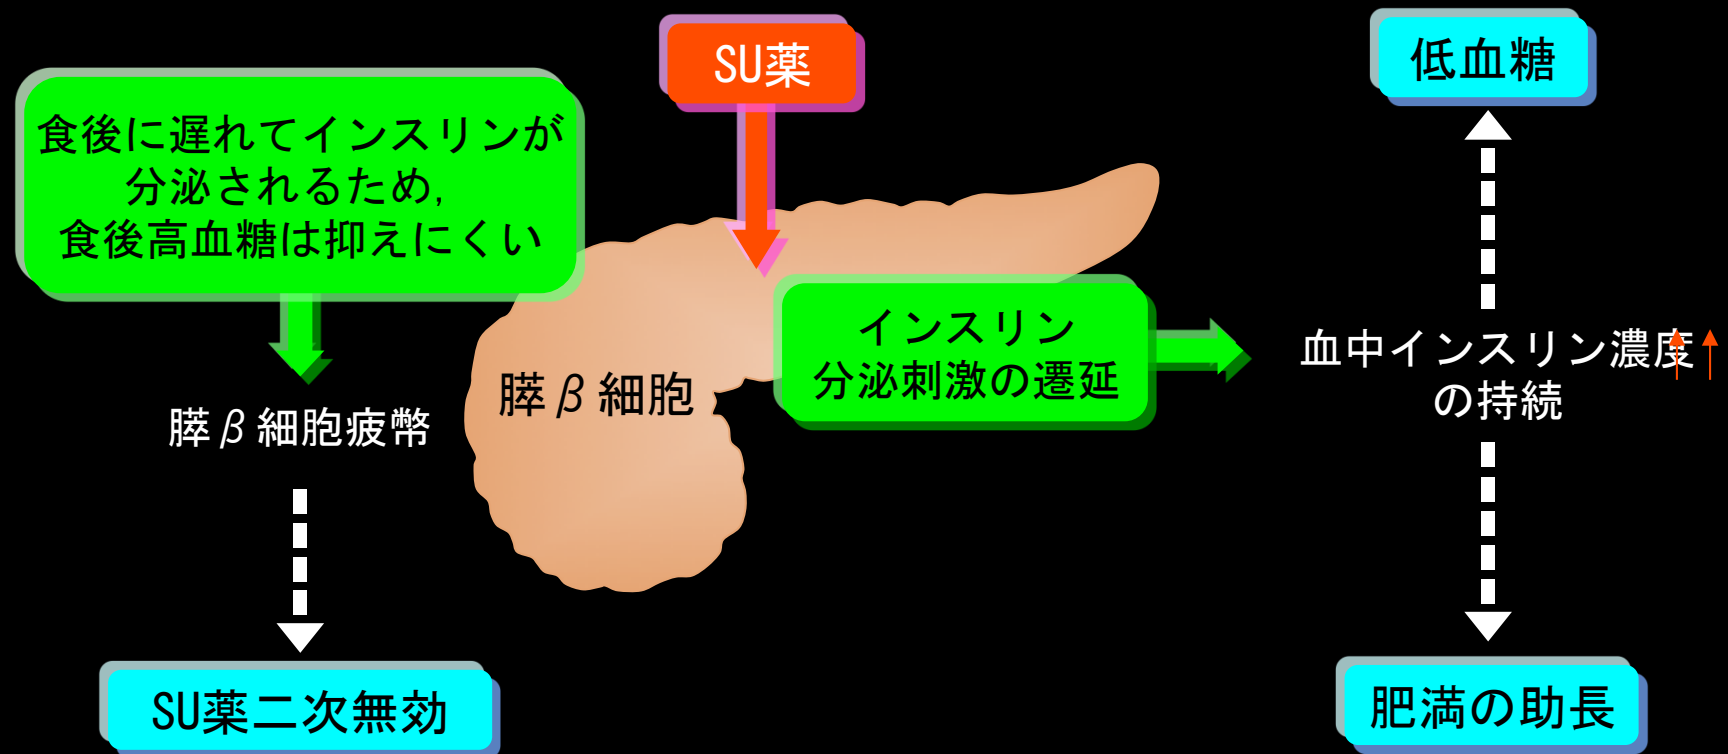 SU薬
低血糖
食後に遅れてインスリンが
分泌されるため,
食後高血糖は抑えにくい
インスリン
分泌刺激の遷延
血中インスリン濃度↑↑
の持続
膵β細胞
膵β細胞疲幣
SU薬二次無効
肥満の助長